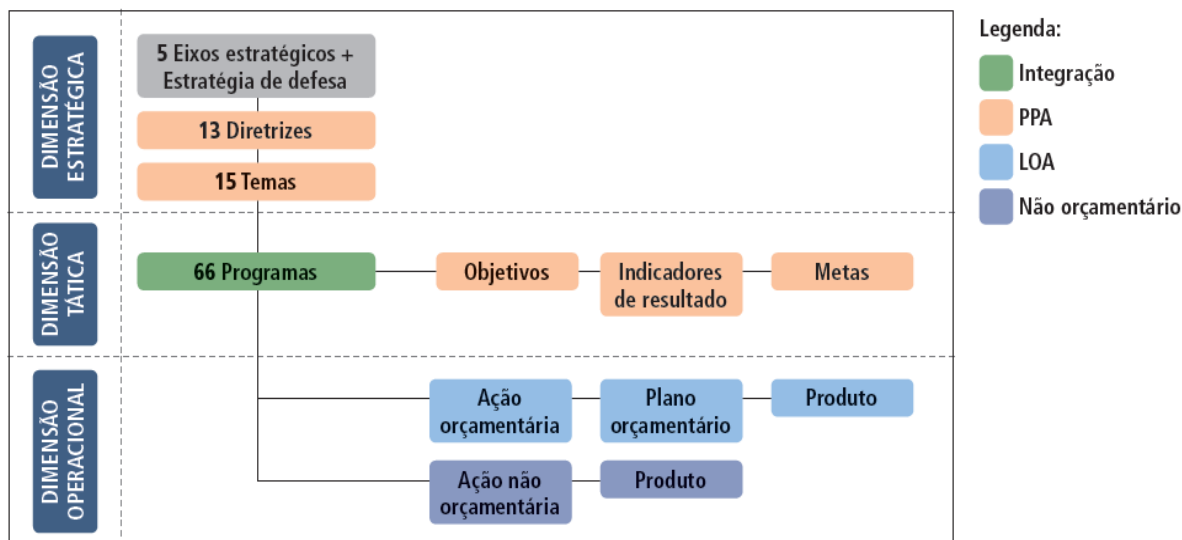 DIMENSÃO
ESTRATÉGICA
5 Eixos estratégicos +
Estratégia de defesa
13 Diretrizes
15 Temas
DIMENSÃO
TÁTICA
66 Programas
Objetivos
Indicadores
de resultado
Metas
DIMENSÃO
OPERACIONAL
Ação
orçamentária
Plano
orçamentário
Produto
Ação não
orçamentária
Produto
Legenda:
Integração
PPA
LOA
Não orçamentário